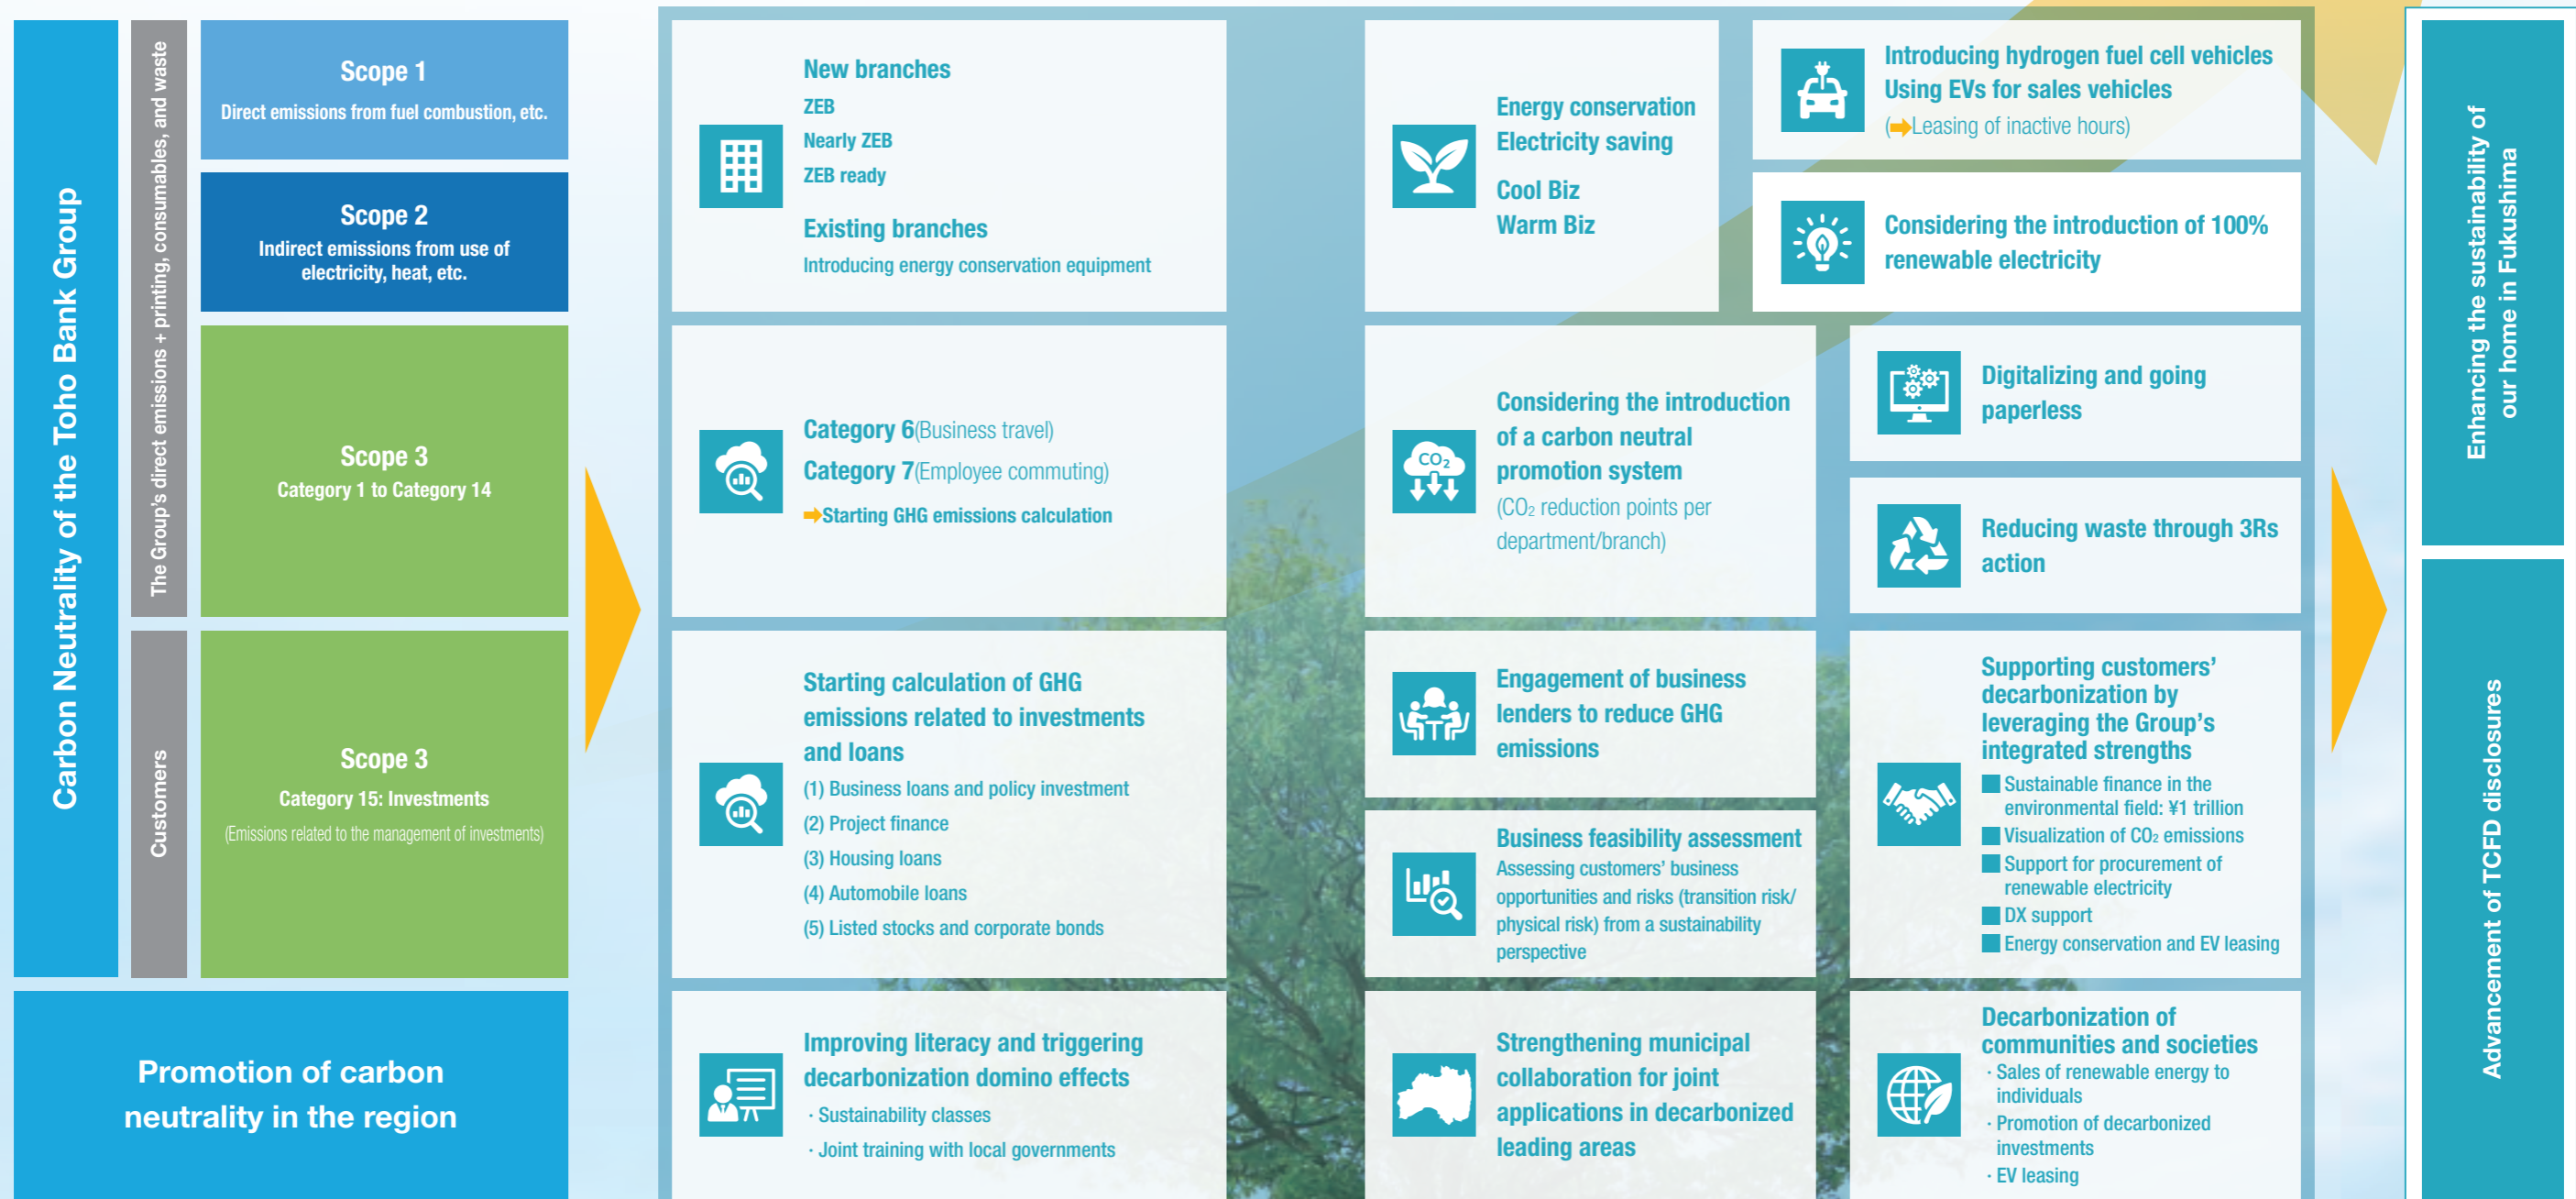 Carbon Neutrality of the Toho Bank Group
The Group's direct emissions + printing, consumables, and waste
Scope 1
Direct emissions from fuel combustion, etc.
Scope 2
Indirect emissions from use of
electricity, heat, etc.
Scope 3
Category 1 to Category 14
Customers
Scope 3
Category 15: Investments
(Emissions related to the management of investments)
Promotion of carbon
neutrality in the region
New branches
ZEB
Nearly ZEB
ZEB ready
Existing branches
Introducing energy conservation equipment
Energy conservation
Electricity saving
Cool Biz
Warm Biz
Introducing hydrogen fuel cell vehicles
Using EVs for sales vehicles
(➡Leasing of inactive hours)
Considering the introduction of 100%
renewable electricity
Category 6(Business travel)
Category 7(Employee commuting)
➡Starting GHG emissions calculation
CO₂
Considering the introduction
of a carbon neutral
promotion system
(CO₂ reduction points per
department/branch)
Digitalizing and going
paperless
Reducing waste through 3Rs
action
Starting calculation of GHG
emissions related to investments
and loans
(1) Business loans and policy investment
(2) Project finance
(3) Housing loans
(4) Automobile loans
(5) Listed stocks and corporate bonds
Engagement of business
lenders to reduce GHG
emissions
Business feasibility assessment
Assessing customers' business
opportunities and risks (transition risk/
physical risk) from a sustainability
perspective
Supporting customers'
decarbonization by
leveraging the Group's
integrated strengths
■ Sustainable finance in the
environmental field: ¥1 trillion
■ Visualization of CO₂ emissions
■ Support for procurement of
renewable electricity
■ DX support
■ Energy conservation and EV leasing
Improving literacy and triggering
decarbonization domino effects
· Sustainability classes
· Joint training with local governments
Strengthening municipal
collaboration for joint
applications in decarbonized
leading areas
Decarbonization of
communities and societies
· Sales of renewable energy to
individuals
· Promotion of decarbonized
investments
· EV leasing
Enhancing the sustainability of
our home in Fukushima
Advancement of TCFD disclosures